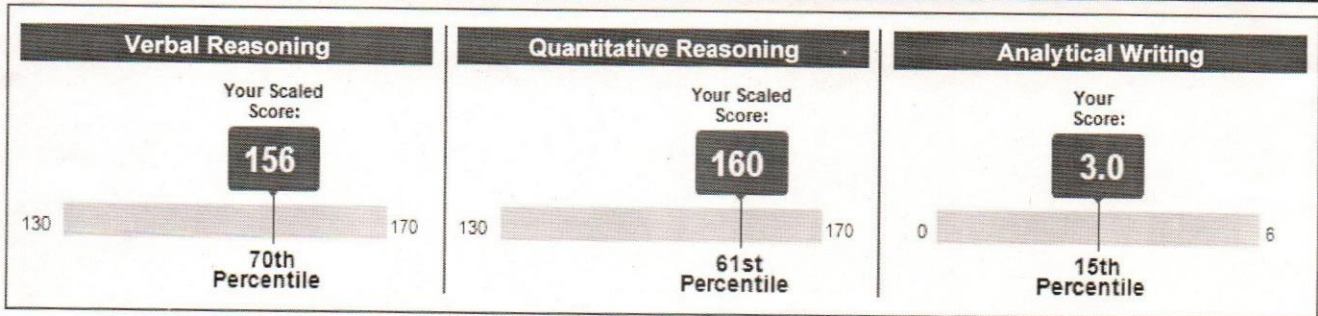 Verbal Reasoning
Your Scaled
Score:
156
130
170
70th
Percentile
Quantitative Reasoning
Your Scaled
Score:
160
130
170
61st
Percentile
Analytical Writing
Your
Score:
3.0
0
6
15th
Percentile